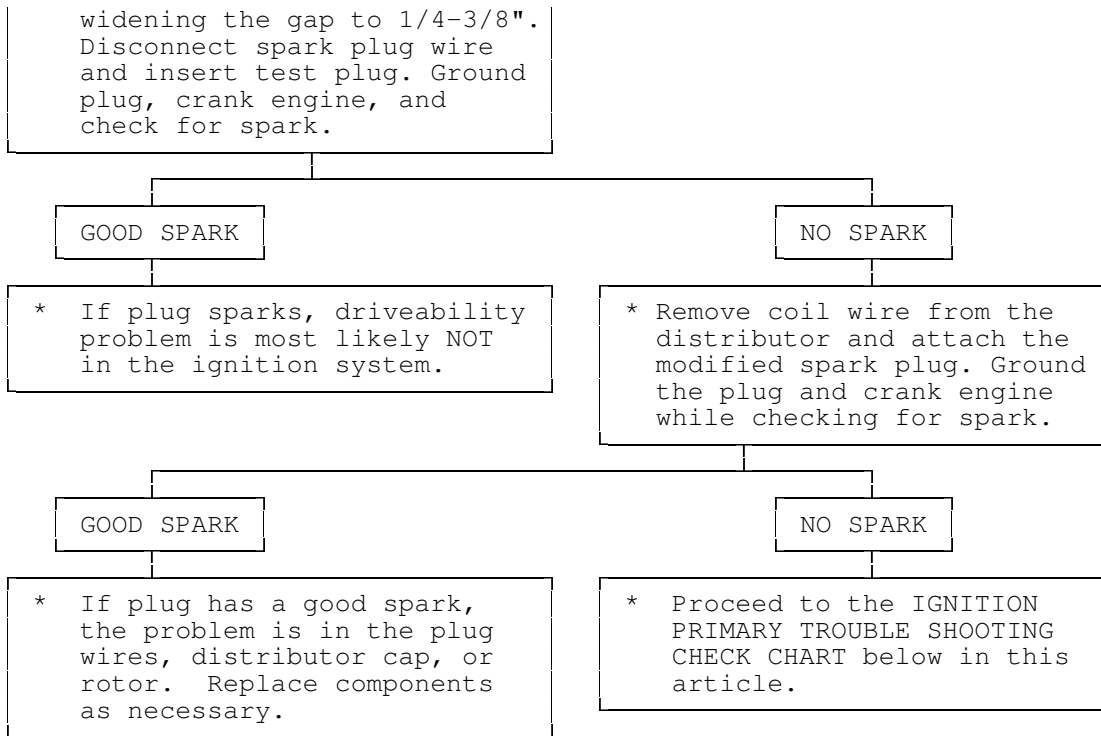 widening the gap to 1/4-3/8".
Disconnect spark plug wire
and insert test plug. Ground
plug, crank engine, and
check for spark.
GOOD SPARK
NO SPARK
* If plug sparks, driveability
problem is most likely NOT
in the ignition system.
* Remove coil wire from the
distributor and attach the
modified spark plug. Ground
the plug and crank engine
while checking for spark.
GOOD SPARK
NO SPARK
* If plug has a good spark,
the problem is in the plug
wires, distributor cap, or
rotor. Replace components
as necessary.
* Proceed to the IGNITION
PRIMARY TROUBLE SHOOTING
CHECK CHART below in this
article.